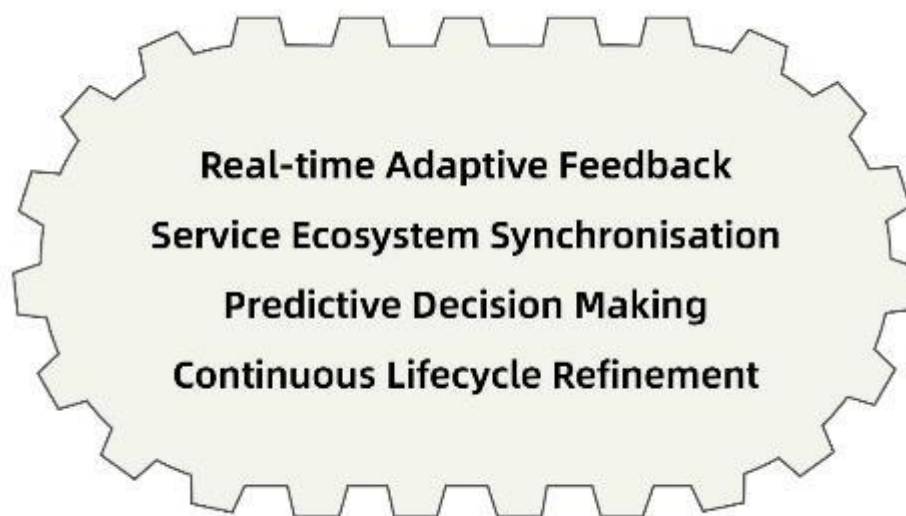 Real-time Adaptive Feedback
Service Ecosystem Synchronisation
Predictive Decision Making
Continuous Lifecycle Refinement